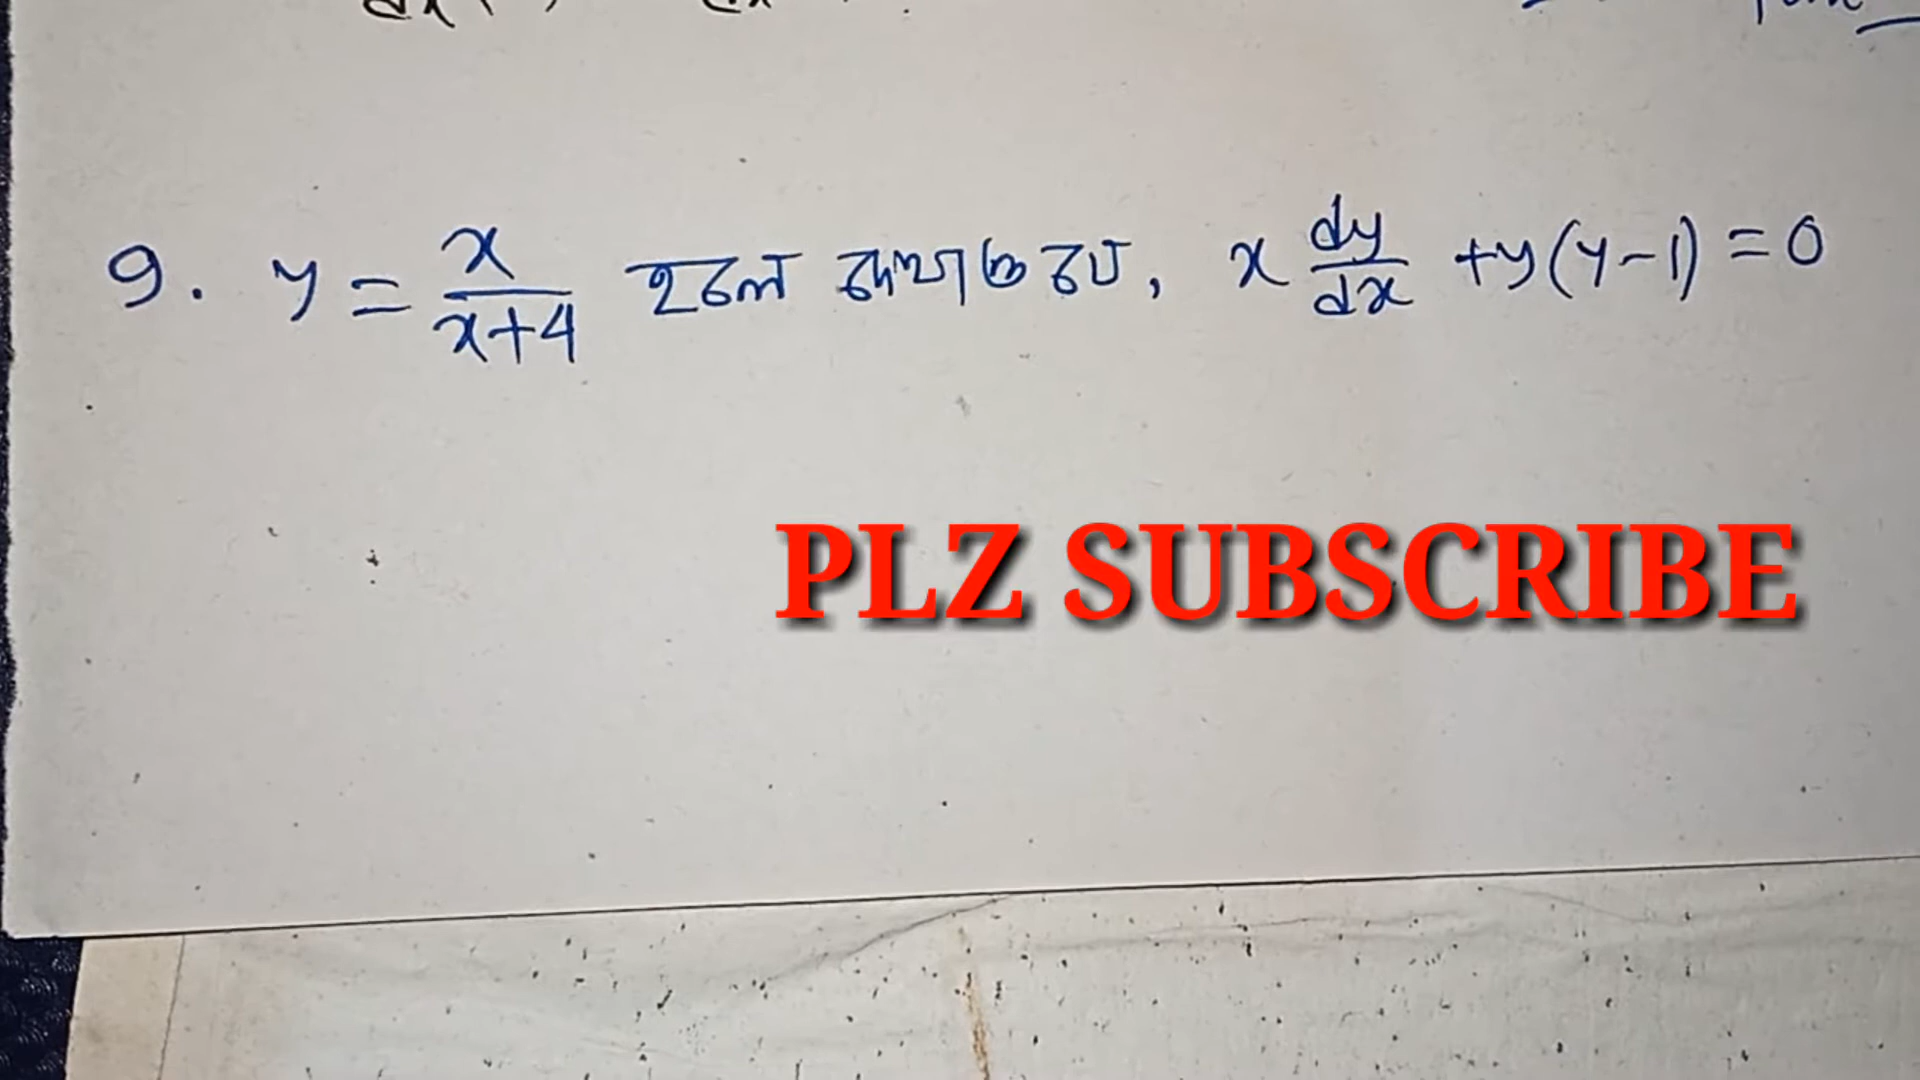 9. y = x/(x+4) হলে দেখাও যে, x dy/dx + y(y-1) = 0
PLZ SUBSCRIBE